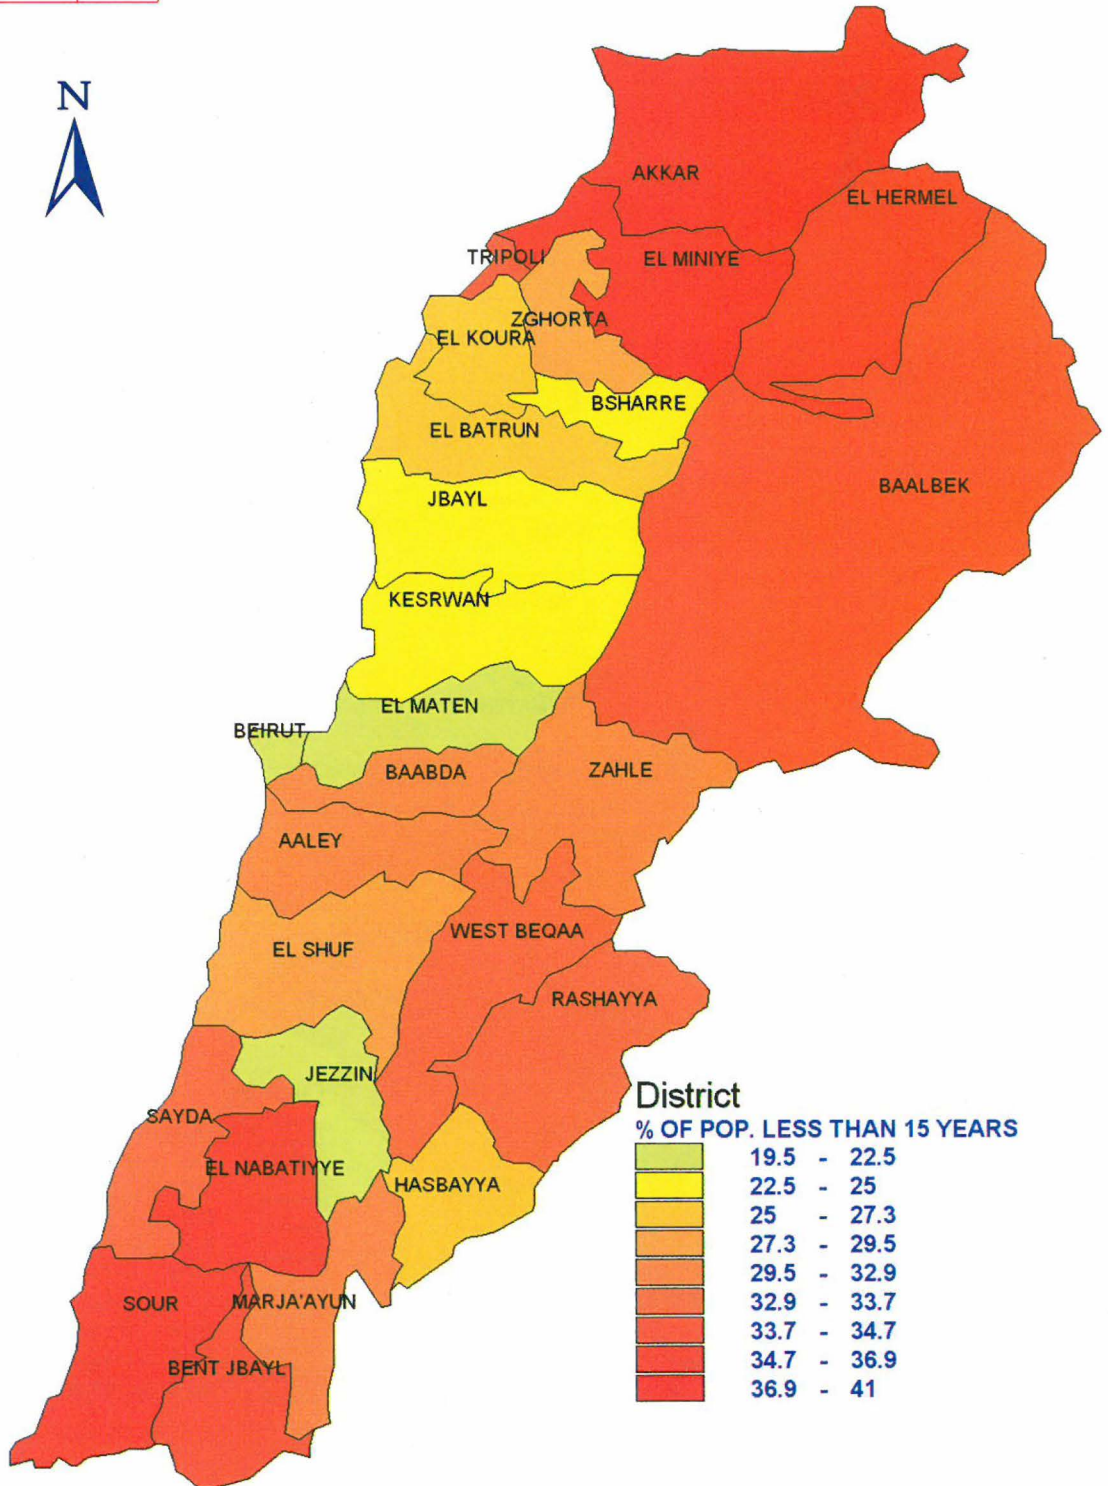 N
AKKAR
EL HERMEL
TRIPOLI
EL MINIYE
ZGHORTA
EL KOURA
BSHARRE
EL BATRUN
BAALBEK
JBAYL
KESRWAN
EL MATEN
BEIRUT
BAABDA
ZAHLE
AALEY
WEST BEQAA
EL SHUF
RASHAYYA
JEZZIN
SAYDA
EL NABATIYYE
HASBAYYA
SOUR
MARJA'AYUN
BENT JBAYL
District
% OF POP. LESS THAN 15 YEARS
19.5 - 22.5
22.5 - 25
25 - 27.3
27.3 - 29.5
29.5 - 32.9
32.9 - 33.7
33.7 - 34.7
34.7 - 36.9
36.9 - 41